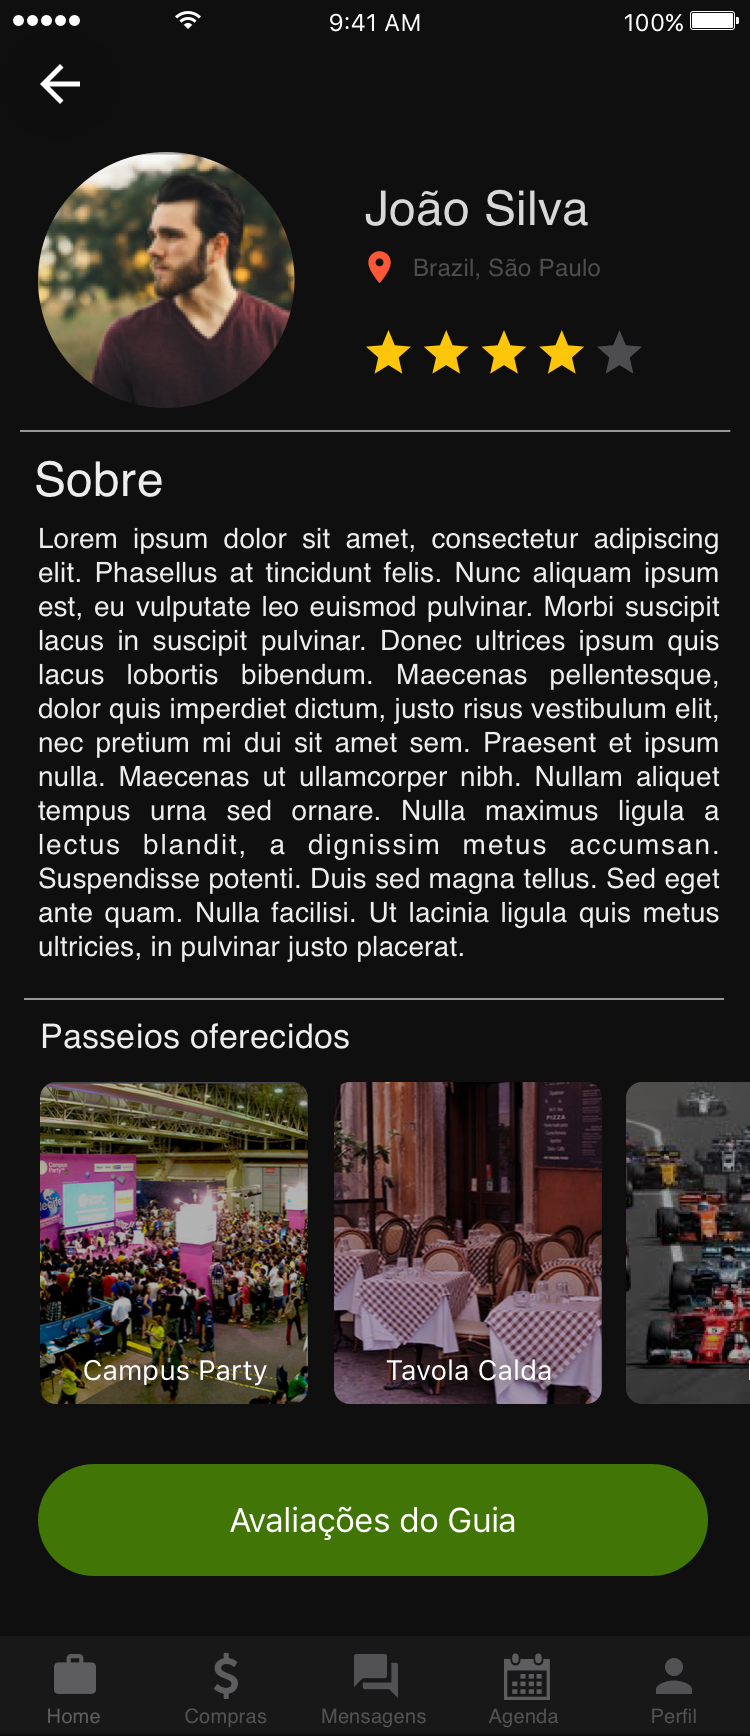 9:41 AM
100%
João Silva
Brazil, São Paulo
Sobre
Lorem ipsum dolor sit amet, consectetur adipiscing
elit. Phasellus at tincidunt felis. Nunc aliquam ipsum
est, eu vulputate leo euismod pulvinar. Morbi suscipit
lacus in suscipit pulvinar. Donec ultrices ipsum quis
lacus lobortis bibendum. Maecenas pellentesque,
dolor quis imperdiet dictum, justo risus vestibulum elit,
nec pretium mi dui sit amet sem. Praesent et ipsum
nulla. Maecenas ut ullamcorper nibh. Nullam aliquet
tempus urna sed ornare. Nulla maximus ligula a
lectus blandit, a dignissim metus accumsan.
Suspendisse potenti. Duis sed magna tellus. Sed eget
ante quam. Nulla facilisi. Ut lacinia ligula quis metus
ultricies, in pulvinar justo placerat.
Passeios oferecidos
Campus
Party
PIZZA
Campus Party
Tavola Calda
Avaliações do Guia
Home
Compras
Mensagens
Agenda
Perfil